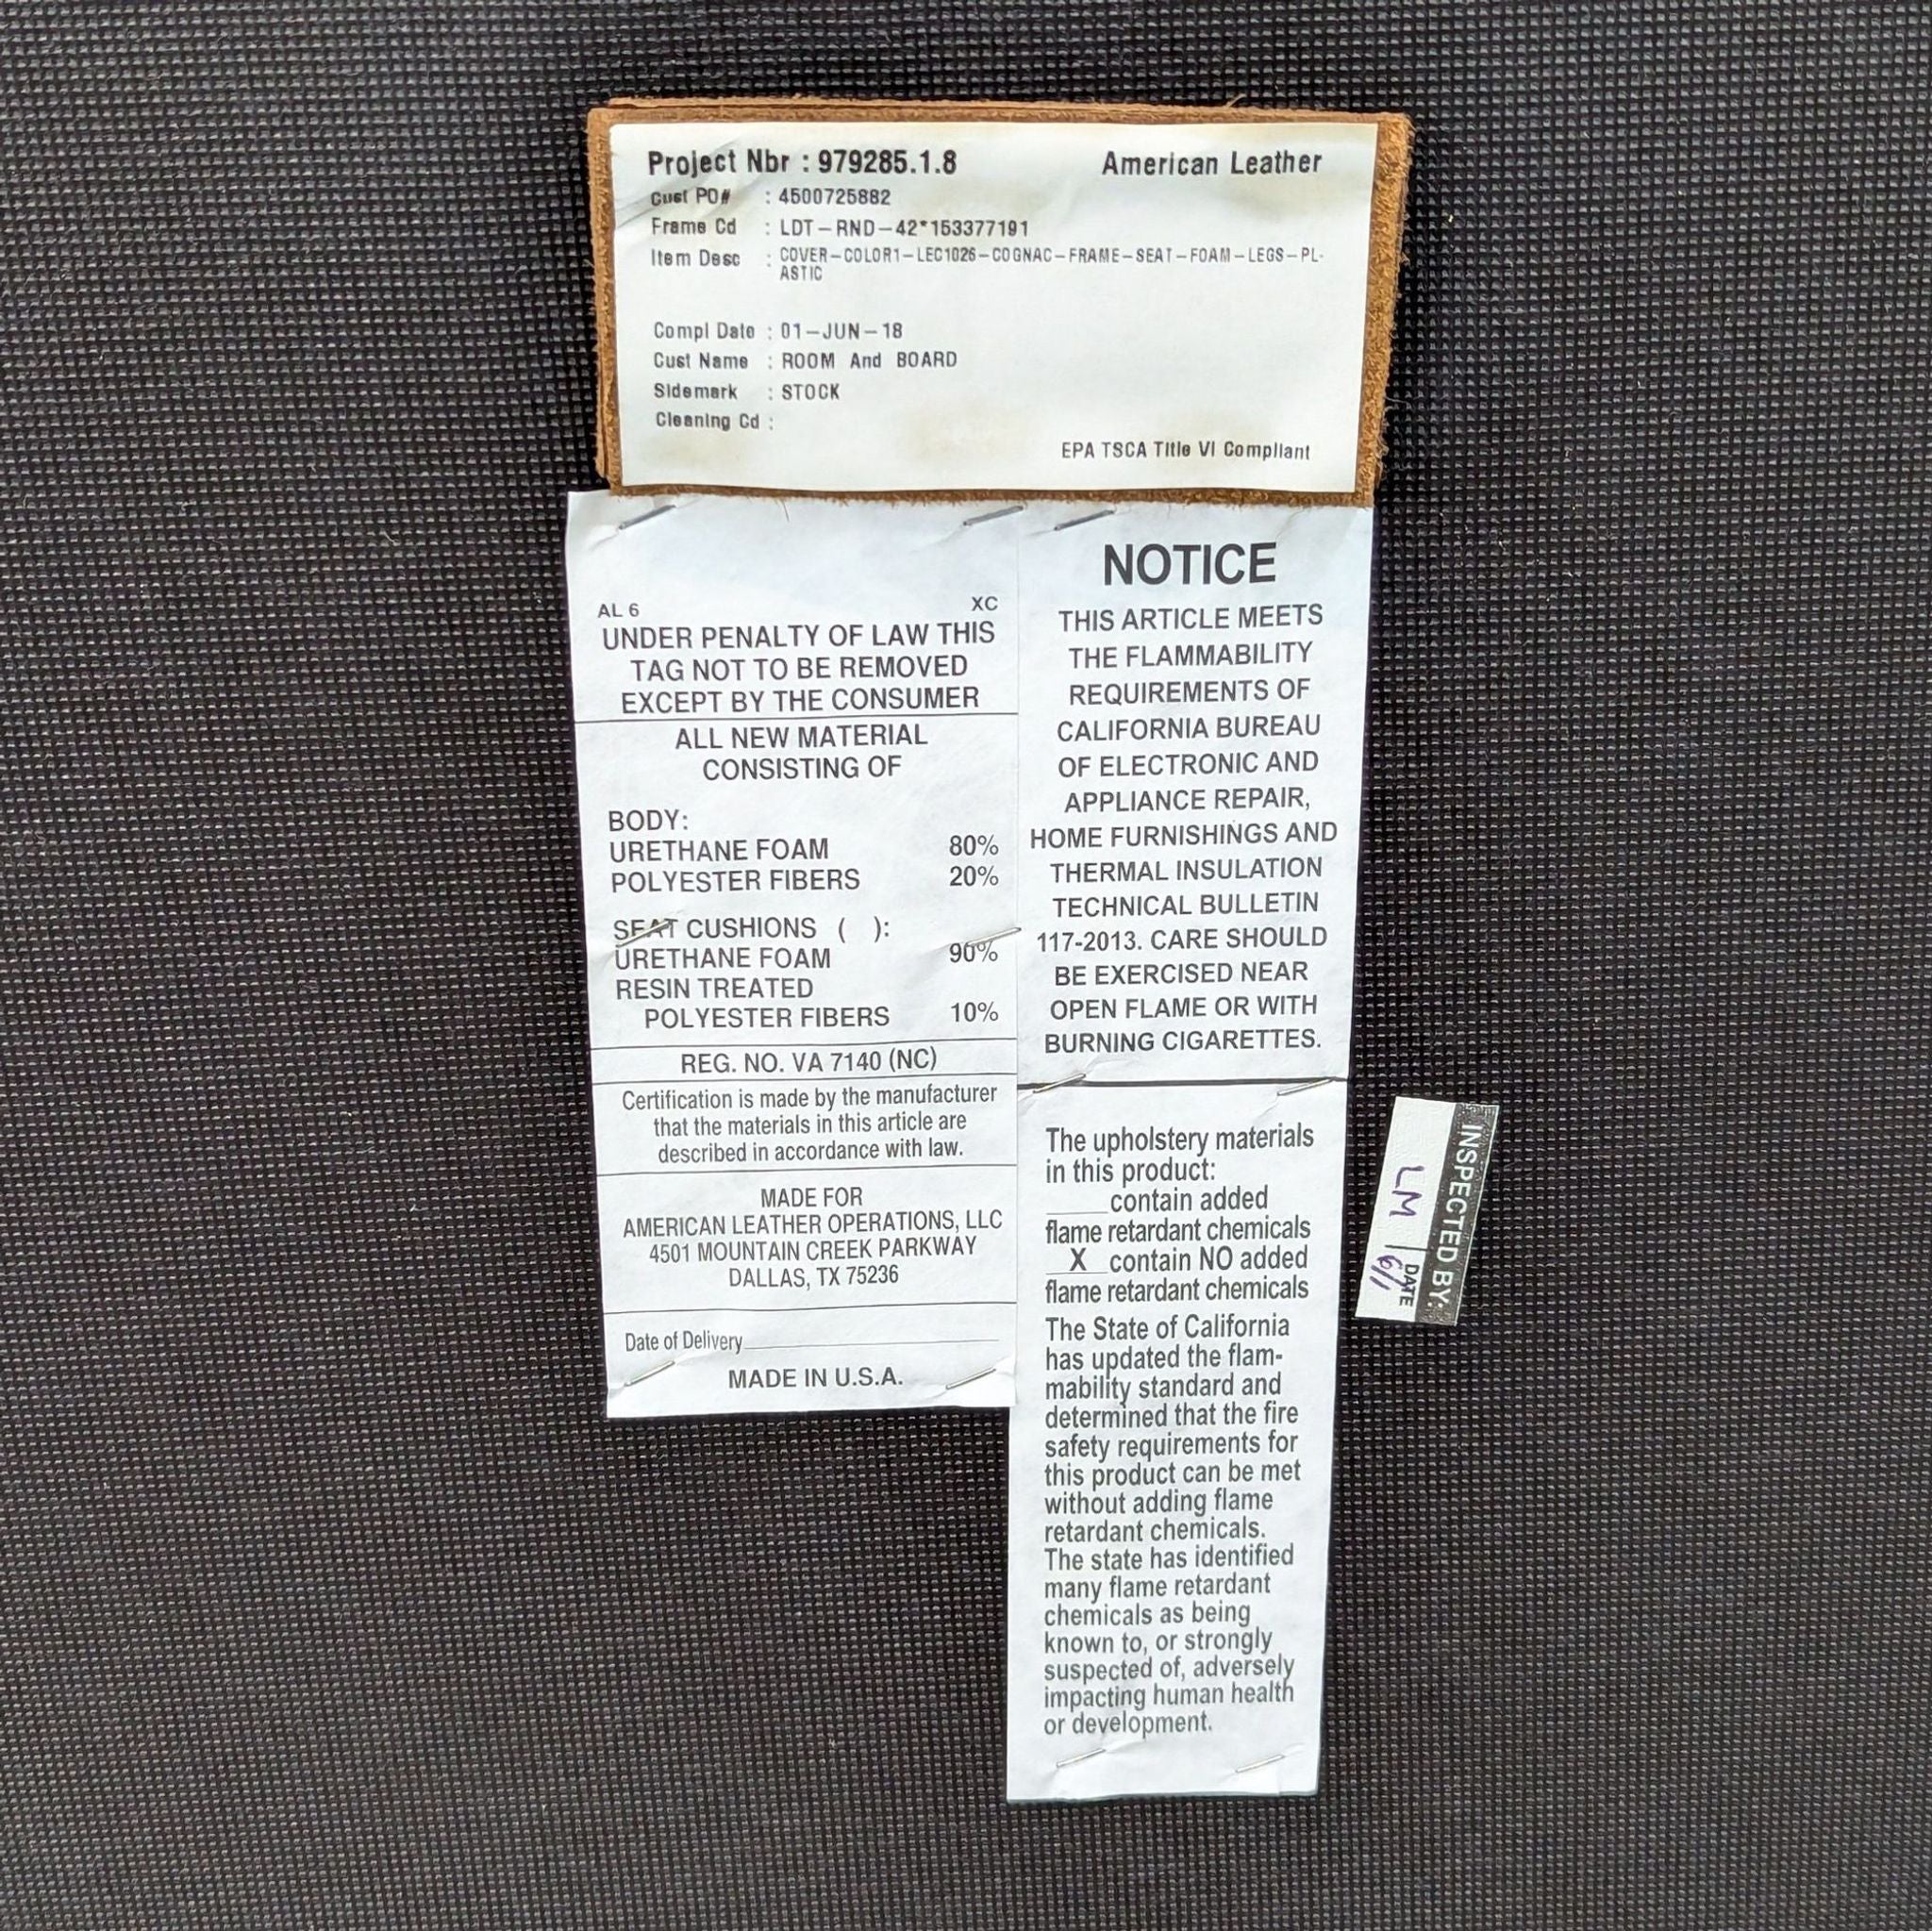 Project Nbr : 979285.1.8 American Leather
Cust PO# : 4500725882
Frame Cd : LDT-RND-42*153377191
Item Desc : COVER-COLOR1-LEC1026-COGNAC-FRAME-SEAT-FOAM-LEGS-PL-
ASTIC
Compl Date : 01-JUN-18
Cust Name : ROOM And BOARD
Sidemark : STOCK
Cleaning Cd :
EPA TSCA Title VI Compliant
AL 6 XC
UNDER PENALTY OF LAW THIS
TAG NOT TO BE REMOVED
EXCEPT BY THE CONSUMER
ALL NEW MATERIAL
CONSISTING OF
BODY:
URETHANE FOAM 80%
POLYESTER FIBERS 20%
SEAT CUSHIONS ( ):
URETHANE FOAM 90%
RESIN TREATED
POLYESTER FIBERS 10%
REG. NO. VA 7140 (NC)
Certification is made by the manufacturer
that the materials in this article are
described in accordance with law.
MADE FOR
AMERICAN LEATHER OPERATIONS, LLC
4501 MOUNTAIN CREEK PARKWAY
DALLAS, TX 75236
Date of Delivery
MADE IN U.S.A.
NOTICE
THIS ARTICLE MEETS
THE FLAMMABILITY
REQUIREMENTS OF
CALIFORNIA BUREAU
OF ELECTRONIC AND
APPLIANCE REPAIR,
HOME FURNISHINGS AND
THERMAL INSULATION
TECHNICAL BULLETIN
117-2013. CARE SHOULD
BE EXERCISED NEAR
OPEN FLAME OR WITH
BURNING CIGARETTES.
The upholstery materials
in this product:
____contain added
flame retardant chemicals
X contain NO added
flame retardant chemicals
The State of California
has updated the flam-
mability standard and
determined that the fire
safety requirements for
this product can be met
without adding flame
retardant chemicals.
The state has identified
many flame retardant
chemicals as being
known to, or strongly
suspected of, adversely
impacting human health
or development.
INSPECTED BY:
LM
DATE
6/1